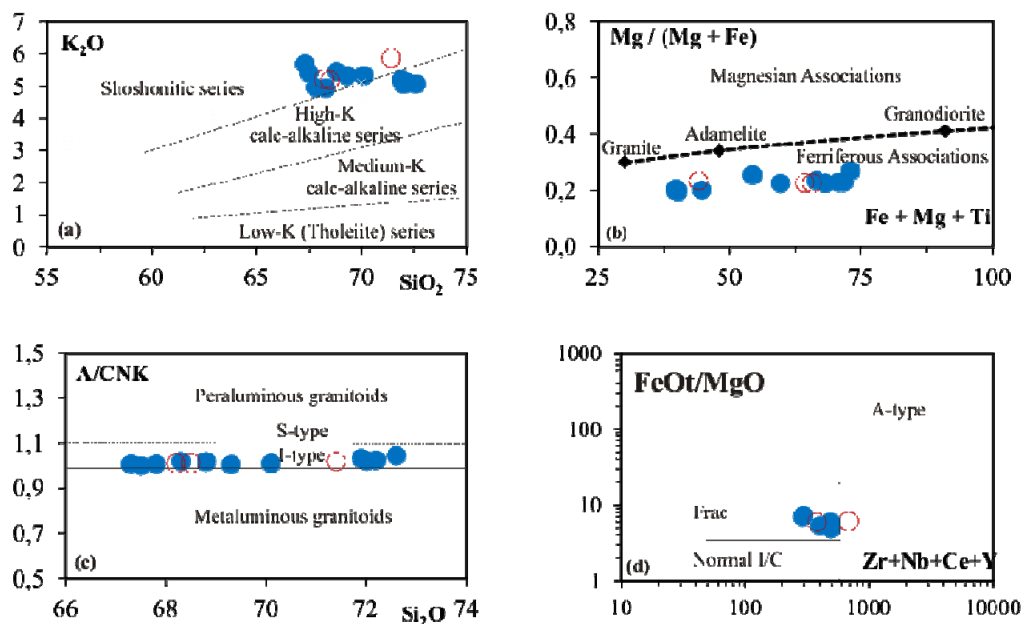 K₂O
7
6
5
4
3
2
1
0
Shoshonitic series
High-K
calc-alkaline series
Medium-K
calc-alkaline series
Low-K (Tholeiite) series
(a)
55
60
65
70
SiO₂
75
Mg / (Mg + Fe)
0,8
0,6
0,4
0,2
0,0
Magnesian Associations
Granodiorite
Adamelite
Granite
Ferriferous Associations
Fe + Mg + Ti
(b)
25
50
75
100
A/CNK
1,5
1,3
1,1
0,9
0,7
0,5
Peraluminous granitoids
S-type
I-type
Metaluminous granitoids
(c)
66
68
70
72
Si₂O
74
FeOt/MgO
1000
100
10
1
A-type
Frac
Normal I/C
Zr+Nb+Ce+Y
(d)
10
100
1000
10000